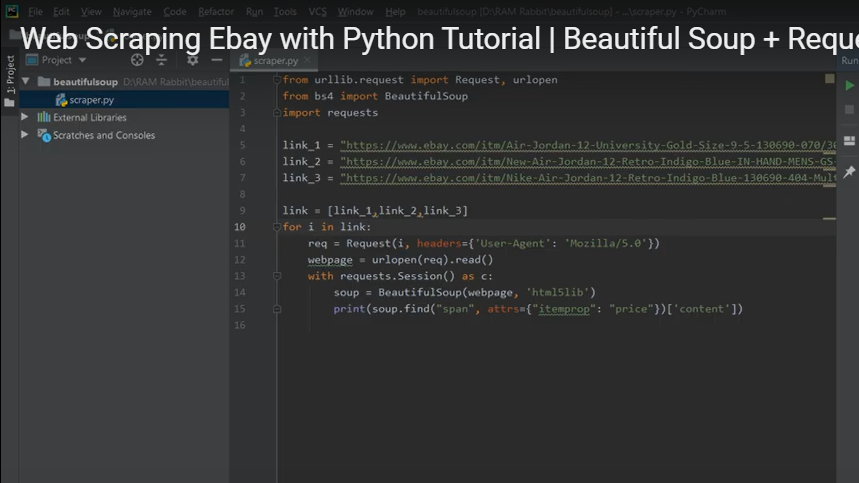 PC File Edit View Navigate Code Refactor Run Tools VCS Window Help beautifulsoup [D:\RAM Rabbit\beautifulsoup] - ...\scraper.py - PyCharm
Web Scraping Ebay with Python Tutorial | Beautiful Soup + Reque
1: Project
Project
scraper.py
Run
beautifulsoup D:\RAM Rabbit\beautiful
scraper.py
External Libraries
Scratches and Consoles
1 from urllib.request import Request, urlopen
2 from bs4 import BeautifulSoup
3 import requests
4
5 link_1 = "https://www.ebay.com/itm/Air-Jordan-12-University-Gold-Size-9-5-130690-070/30
6 link_2 = "https://www.ebay.com/itm/New-Air-Jordan-12-Retro-Indigo-Blue-IN-HAND-MENS-GS-
7 link_3 = "https://www.ebay.com/itm/Nike-Air-Jordan-12-Retro-Indigo-Blue-130690-404-Mult
8
9 link = [link_1,link_2,link_3]
10 for i in link:
11 req = Request(i, headers={'User-Agent': 'Mozilla/5.0'})
12 webpage = urlopen(req).read()
13 with requests.Session() as c:
14 soup = BeautifulSoup(webpage, 'html5lib')
15 print(soup.find("span", attrs={"itemprop": "price"})['content'])
16